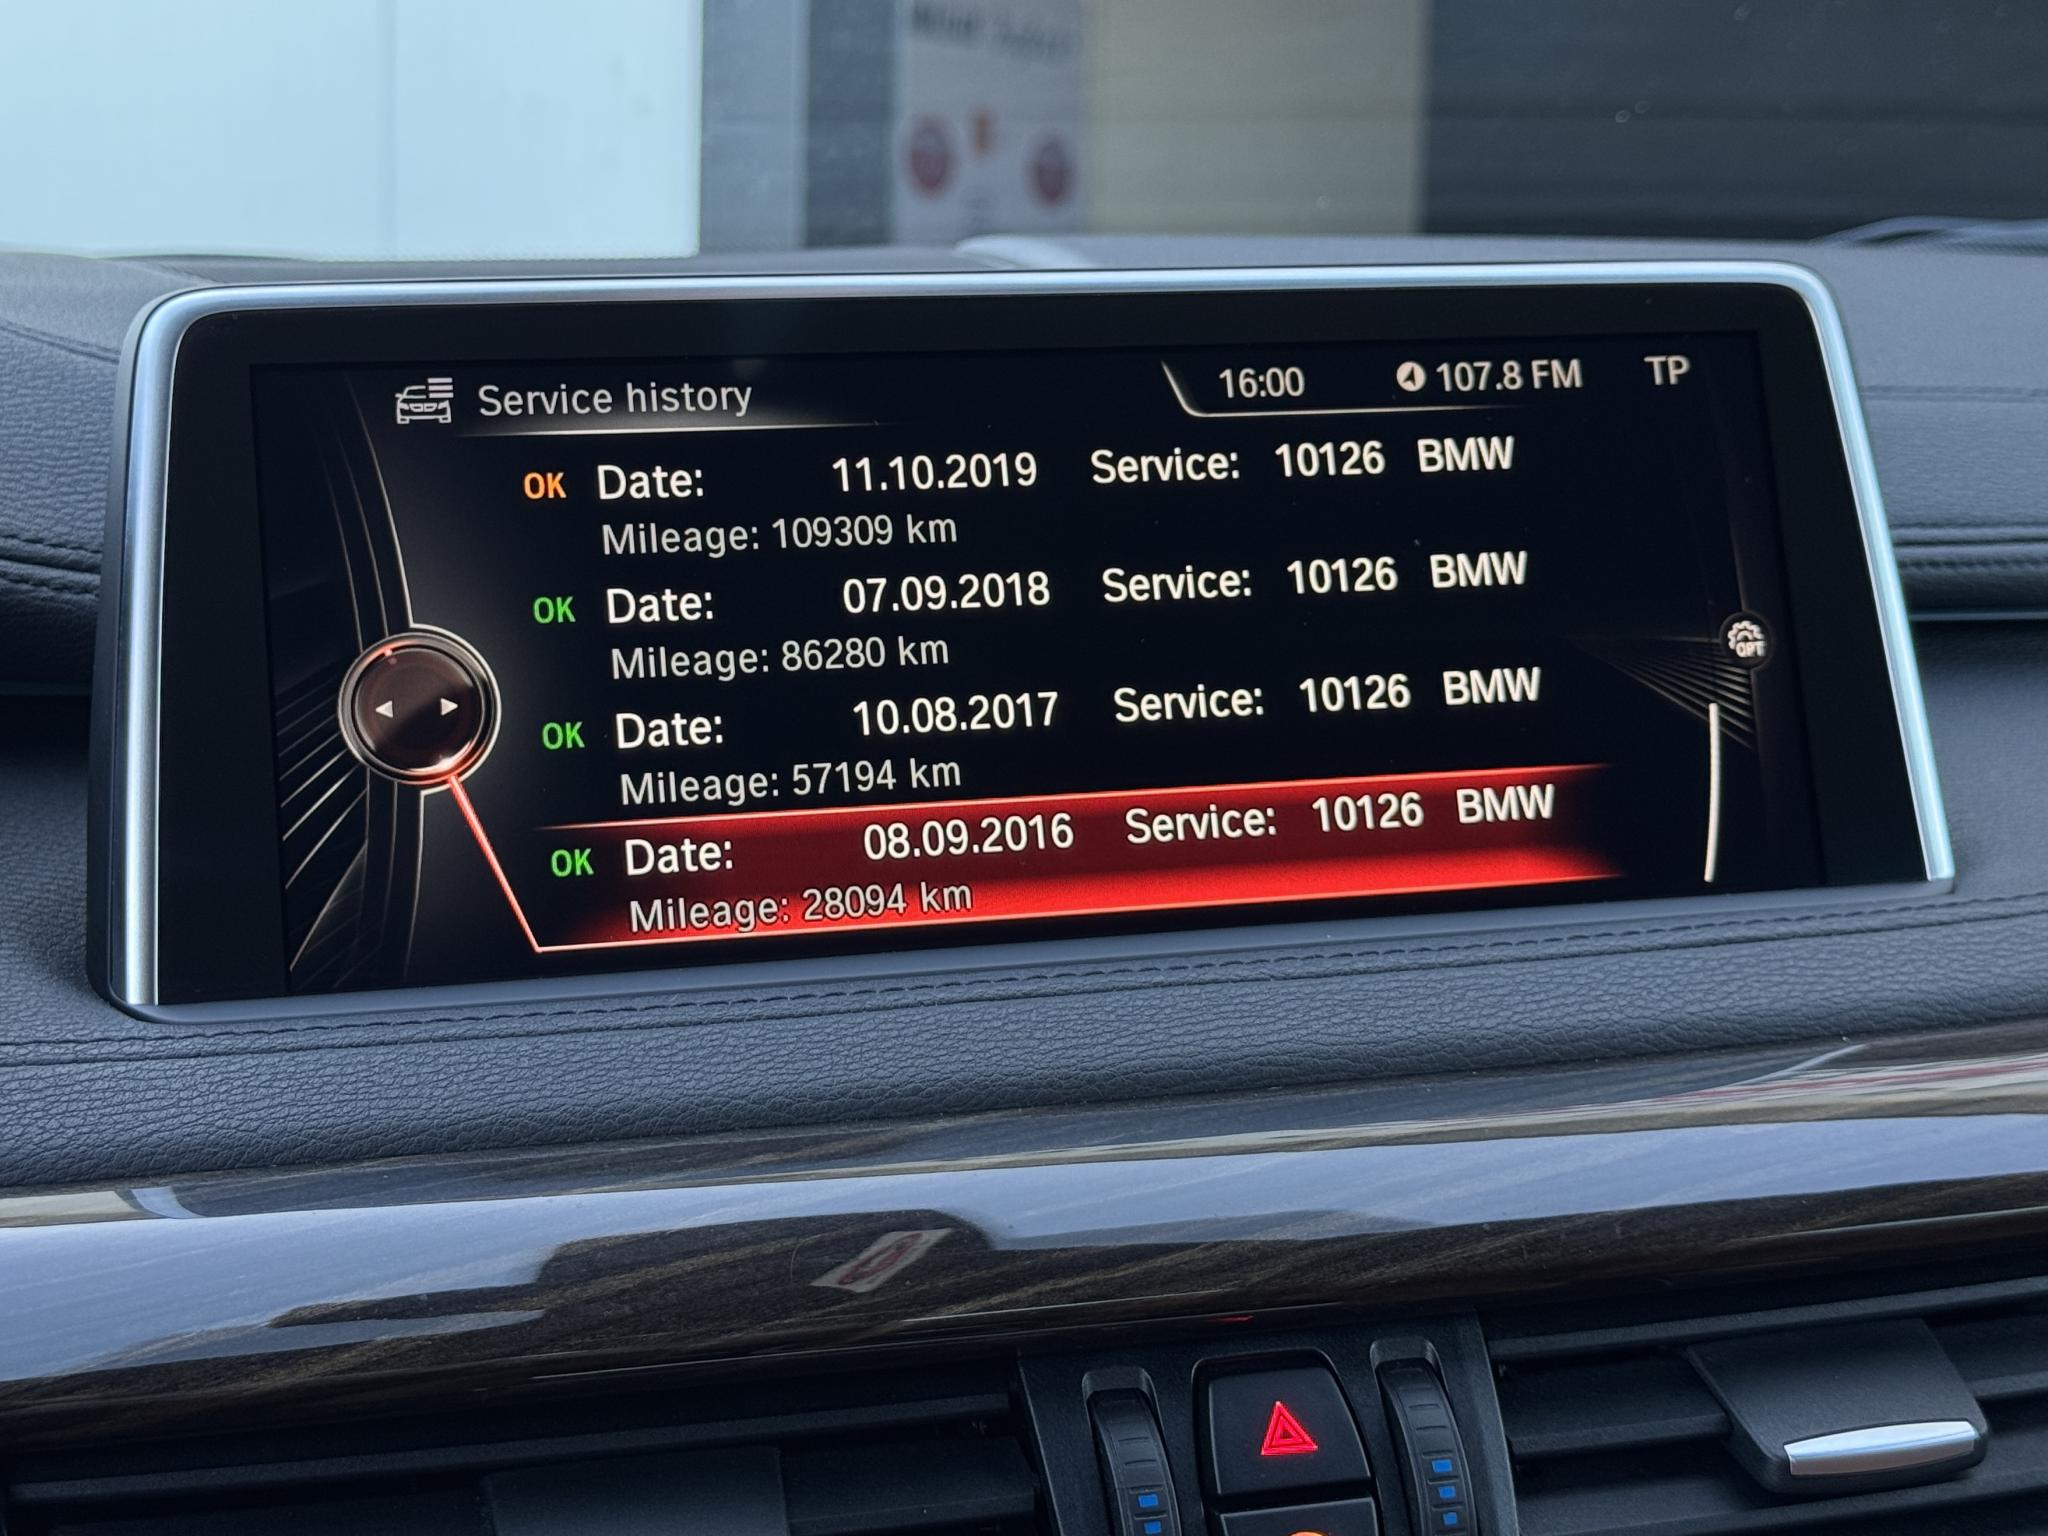 Service history 16:00 107.8 FM TP
OK Date: 11.10.2019 Service: 10126 BMW
Mileage: 109309 km
OK Date: 07.09.2018 Service: 10126 BMW
Mileage: 86280 km
OK Date: 10.08.2017 Service: 10126 BMW
OPT
Mileage: 57194 km
OK Date: 08.09.2016 Service: 10126 BMW
Mileage: 28094 km